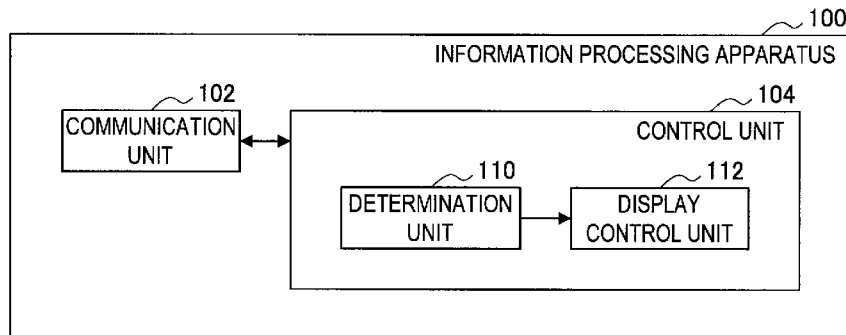 100
INFORMATION PROCESSING APPARATUS
102
COMMUNICATION
UNIT
104
CONTROL UNIT
110
DETERMINATION
UNIT
112
DISPLAY
CONTROL UNIT